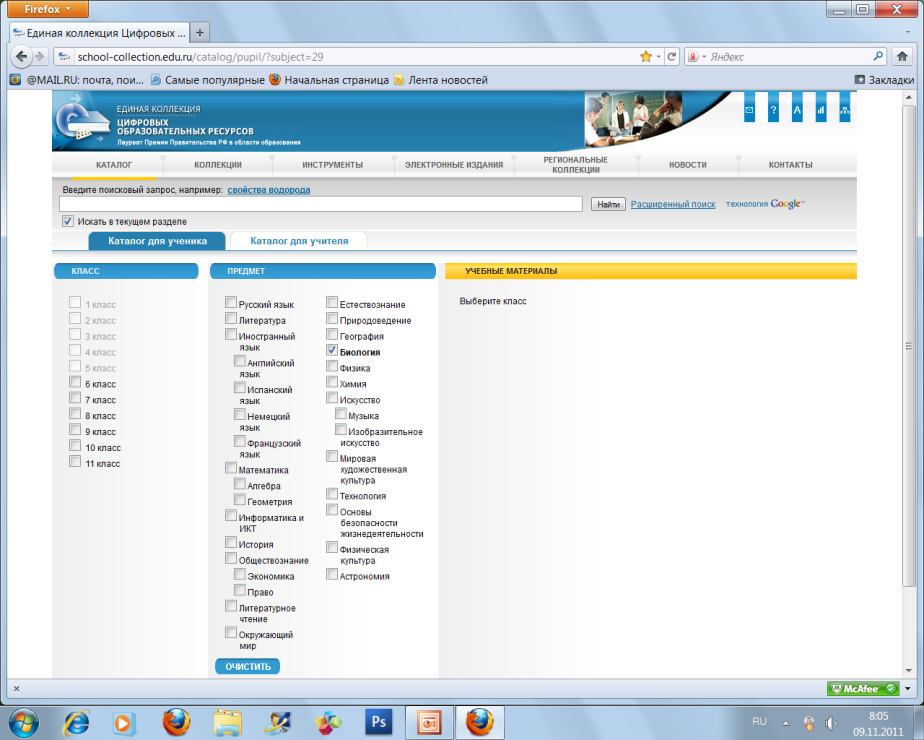 Firefox
Единая коллекция Цифровых ...
school-collection.edu.ru/catalog/pupil/?subject=29
Яндекс
@MAIL.RU: почта, пои...
Самые популярные
Начальная страница
Лента новостей
Закладки
ЕДИНАЯ КОЛЛЕКЦИЯ
ЦИФРОВЫХ
ОБРАЗОВАТЕЛЬНЫХ РЕСУРСОВ
Лауреат Премии Правительства РФ в области образования
? A
КАТАЛОГ
КОЛЛЕКЦИИ
ИНСТРУМЕНТЫ
ЭЛЕКТРОННЫЕ ИЗДАНИЯ
РЕГИОНАЛЬНЫЕ
КОЛЛЕКЦИИ
НОВОСТИ
КОНТАКТЫ
Введите поисковый запрос, например: свойства водорода
Найти
Расширенный поиск
технология Google™
Искать в текущем разделе
Каталог для ученика
Каталог для учителя
КЛАСС
1 класс
2 класс
3 класс
4 класс
5 класс
6 класс
7 класс
8 класс
9 класс
10 класс
11 класс
ПРЕДМЕТ
Русский язык
Литература
Иностранный
язык
Английский
язык
Испанский
язык
Немецкий
язык
Французский
язык
Математика
Алгебра
Геометрия
Информатика и
ИКТ
История
Обществознание
Экономика
Право
Литературное
чтение
Окружающий
мир
Естествознание
Природоведение
География
Биология
Физика
Химия
Искусство
Музыка
Изобразительное
искусство
Мировая
художественная
культура
Технология
Основы
безопасности
жизнедеятельности
Физическая
культура
Астрономия
ОЧИСТИТЬ
УЧЕБНЫЕ МАТЕРИАЛЫ
Выберите класс
McAfee
Ps
RU
8:05
09.11.2011